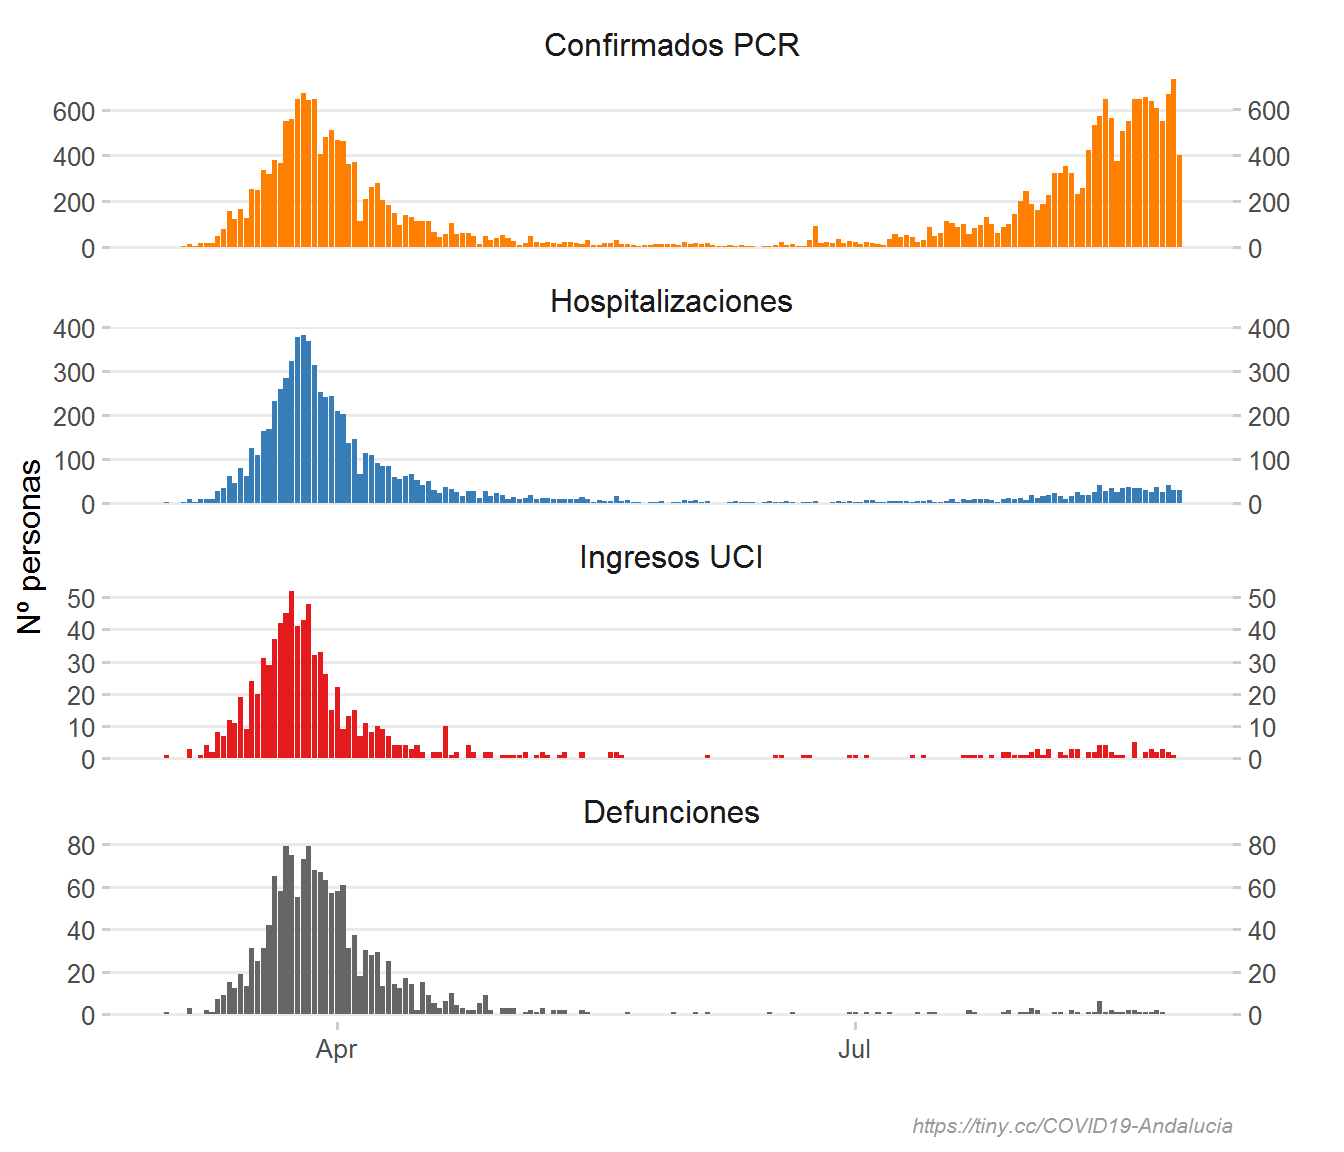 Confirmados PCR
600 600
400 400
200 200
0 0
Hospitalizaciones
400 400
300 300
200 200
100 100
0 0
Nº personas
Ingresos UCI
50 50
40 40
30 30
20 20
10 10
0 0
Defunciones
80 80
60 60
40 40
20 20
0 0
Apr Jul
https://tiny.cc/COVID19-Andalucia